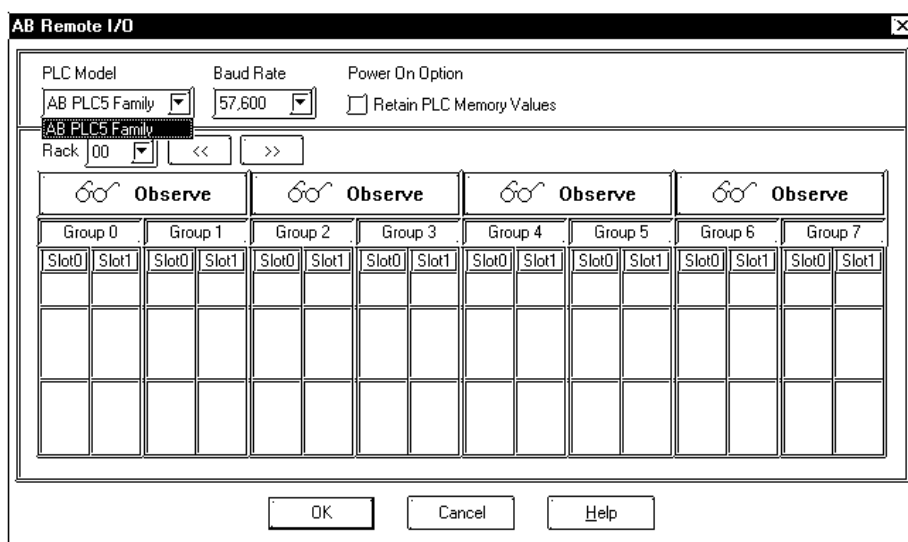 AB Remote I/O
PLC Model Baud Rate Power On Option
AB PLC5 Family 57,600 Retain PLC Memory Values
AB PLC5 Family
Rack 00 << >>
Observe Observe Observe Observe
Group 0 Group 1 Group 2 Group 3 Group 4 Group 5 Group 6 Group 7
Slot0 Slot1 Slot0 Slot1 Slot0 Slot1 Slot0 Slot1 Slot0 Slot1 Slot0 Slot1 Slot0 Slot1 Slot0 Slot1
OK Cancel Help